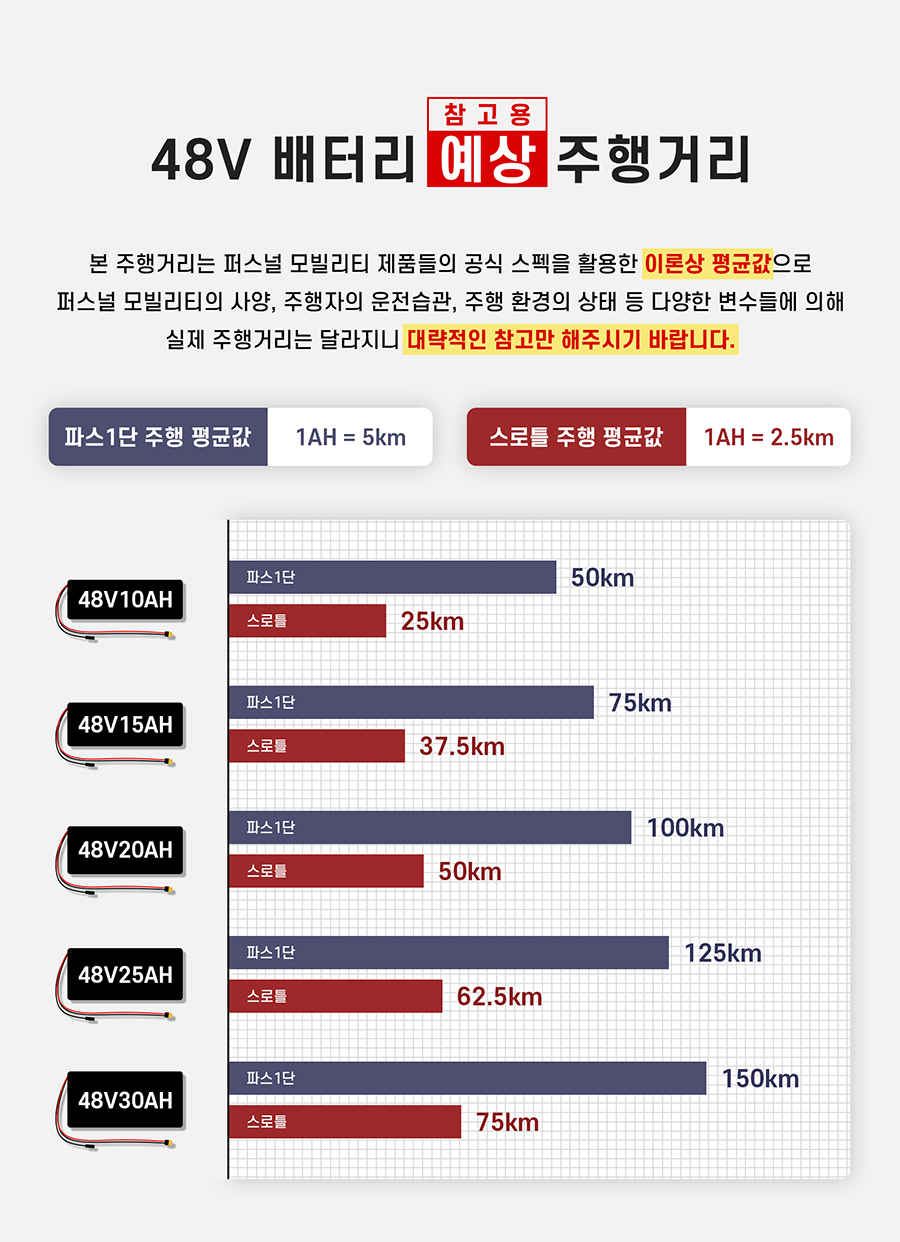 참고용
48V 배터리 예상 주행거리
본 주행거리는 퍼스널 모빌리티 제품들의 공식 스펙을 활용한 이론상 평균값으로
퍼스널 모빌리티의 사양, 주행자의 운전습관, 주행 환경의 상태 등 다양한 변수들에 의해
실제 주행거리는 달라지니 대략적인 참고만 해주시기 바랍니다.
파스1단 주행 평균값 1AH = 5km
스로틀 주행 평균값 1AH = 2.5km
48V10AH
파스1단 50km
스로틀 25km
48V15AH
파스1단 75km
스로틀 37.5km
48V20AH
파스1단 100km
스로틀 50km
48V25AH
파스1단 125km
스로틀 62.5km
48V30AH
파스1단 150km
스로틀 75km